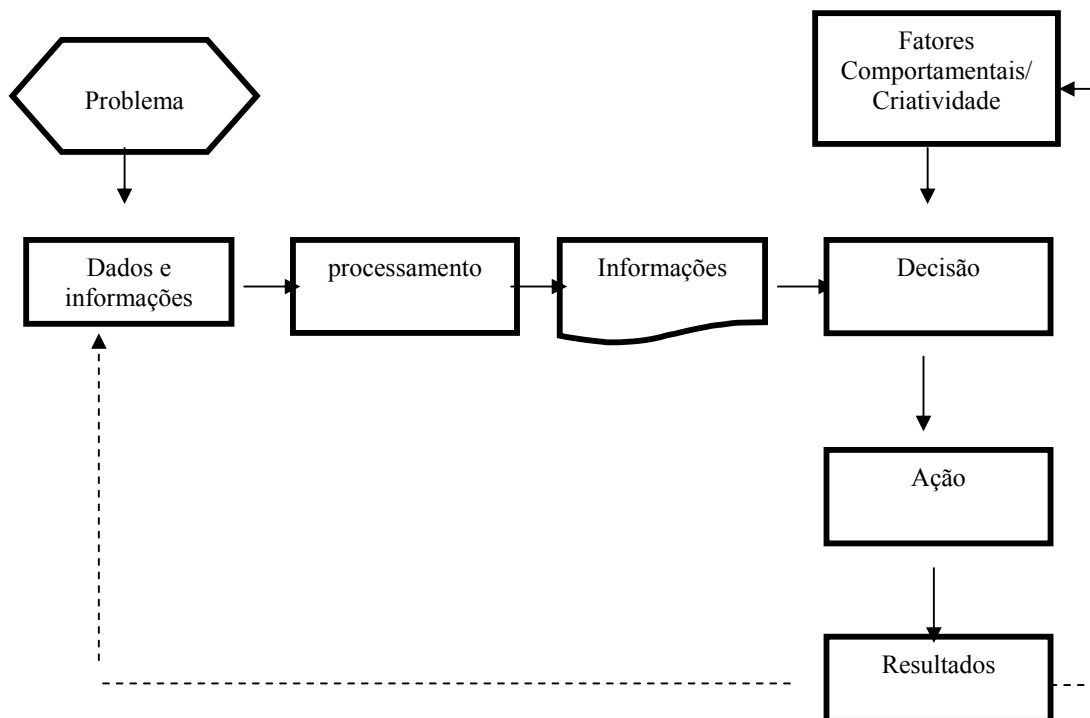 Problema
Fatores
Comportamentais/
Criatividade
Dados e
informações
processamento
Informações
Decisão
Ação
Resultados